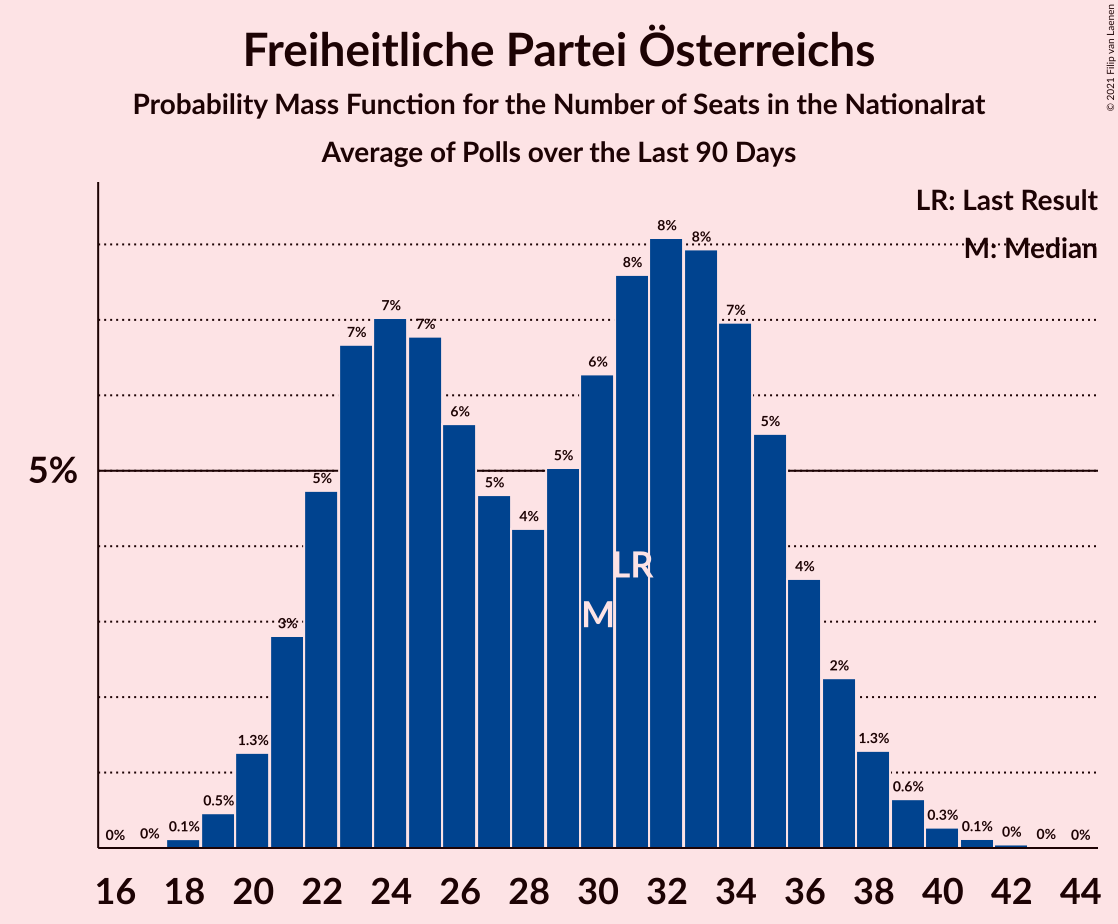 Freiheitliche Partei Österreichs
Probability Mass Function for the Number of Seats in the Nationalrat
Average of Polls over the Last 90 Days
© 2021 Filip van Laenen
LR: Last Result
M: Median
5%
0% 0% 0.1% 0.5% 1.3% 3% 5% 7% 7% 7% 6% 5% 4% 5% 6% 8% 8% 8% 7% 5% 4% 2% 1.3% 0.6% 0.3% 0.1% 0% 0% 0%
LR
M
16 18 20 22 24 26 28 30 32 34 36 38 40 42 44